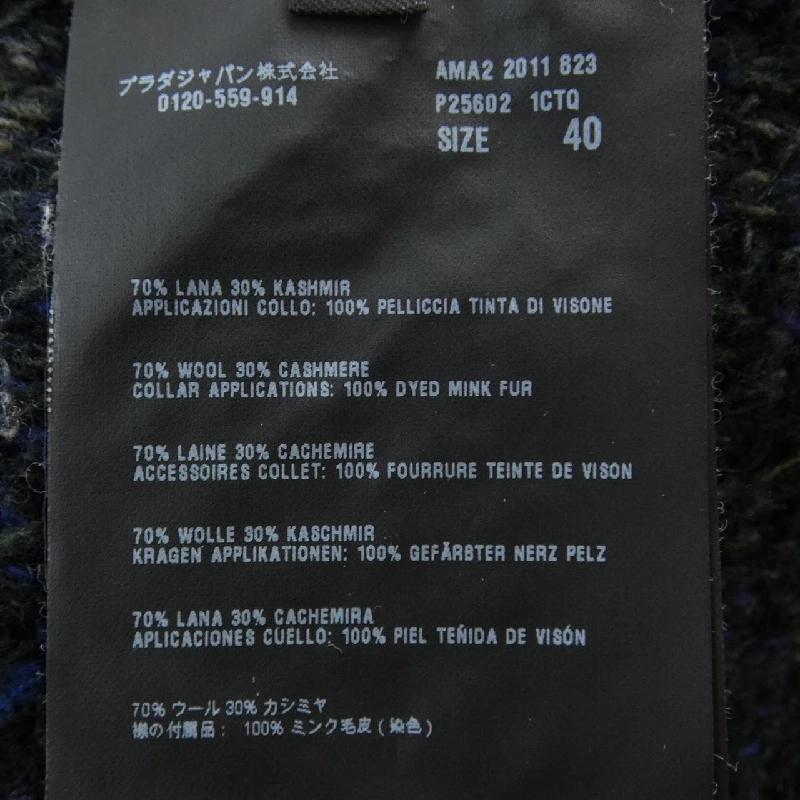 プラダジャパン株式会社
0120-559-914
AMA2 2011 823
P25602 1CTQ
SIZE 40
70% LANA 30% KASHMIR
APPLICAZIONI COLLO: 100% PELLICCIA TINTA DI VISONE
70% WOOL 30% CASHMERE
COLLAR APPLICATIONS: 100% DYED MINK FUR
70% LAINE 30% CACHEMIRE
ACCESSOIRES COLLET: 100% FOURRURE TEINTE DE VISON
70% WOLLE 30% KASCHMIR
KRAGEN APPLIKATIONEN: 100% GEFÄRBTER NERZ PELZ
70% LANA 30% CACHEMIRA
APLICACIONES CUELLO: 100% PIEL TEÑIDA DE VISÓN
70% ウール 30% カシミヤ
様の付属品: 100% ミンク毛皮(染色)